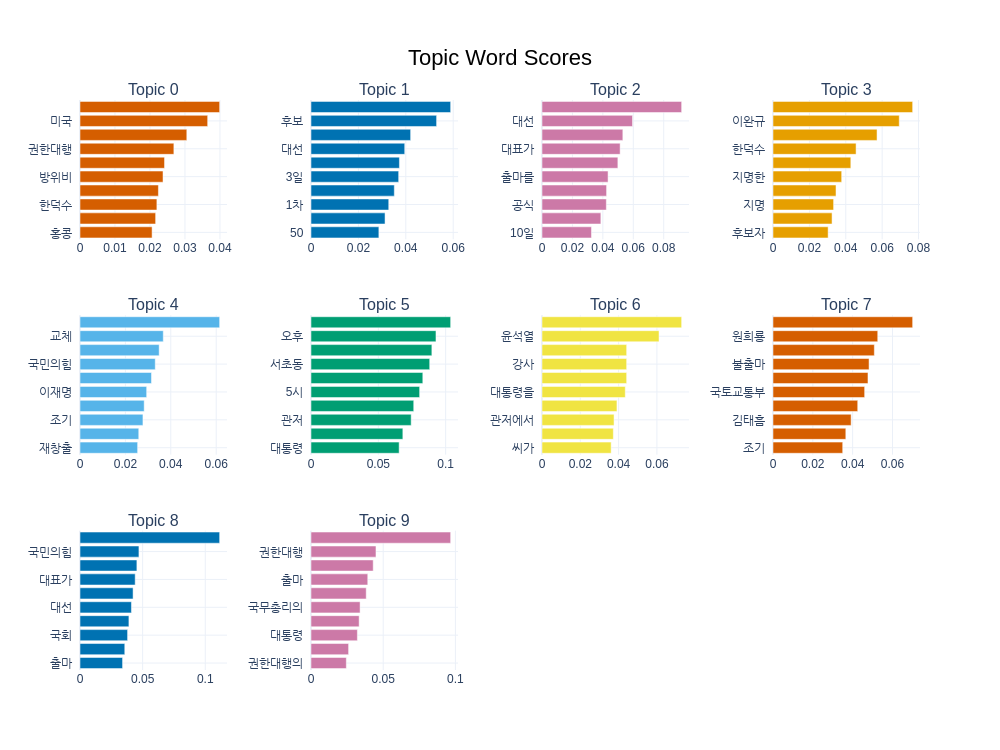 Topic Word Scores
Topic 0
미국
권한대행
방위비
한덕수
홍콩
0 0.01 0.02 0.03 0.04
Topic 1
후보
대선
3일
1차
50
0 0.02 0.04 0.06
Topic 2
대선
대표가
출마를
공식
10일
0 0.02 0.04 0.06 0.08
Topic 3
이완규
한덕수
지명한
지명
후보자
0 0.02 0.04 0.06 0.08
Topic 4
교체
국민의힘
이재명
조기
재창출
0 0.02 0.04 0.06
Topic 5
오후
서초동
5시
관저
대통령
0 0.05 0.1
Topic 6
윤석열
강사
대통령을
관저에서
씨가
0 0.02 0.04 0.06
Topic 7
원희룡
불출마
국토교통부
김태흠
조기
0 0.02 0.04 0.06
Topic 8
국민의힘
대표가
대선
국회
출마
0 0.05 0.1
Topic 9
권한대행
출마
국무총리의
대통령
권한대행의
0 0.05 0.1